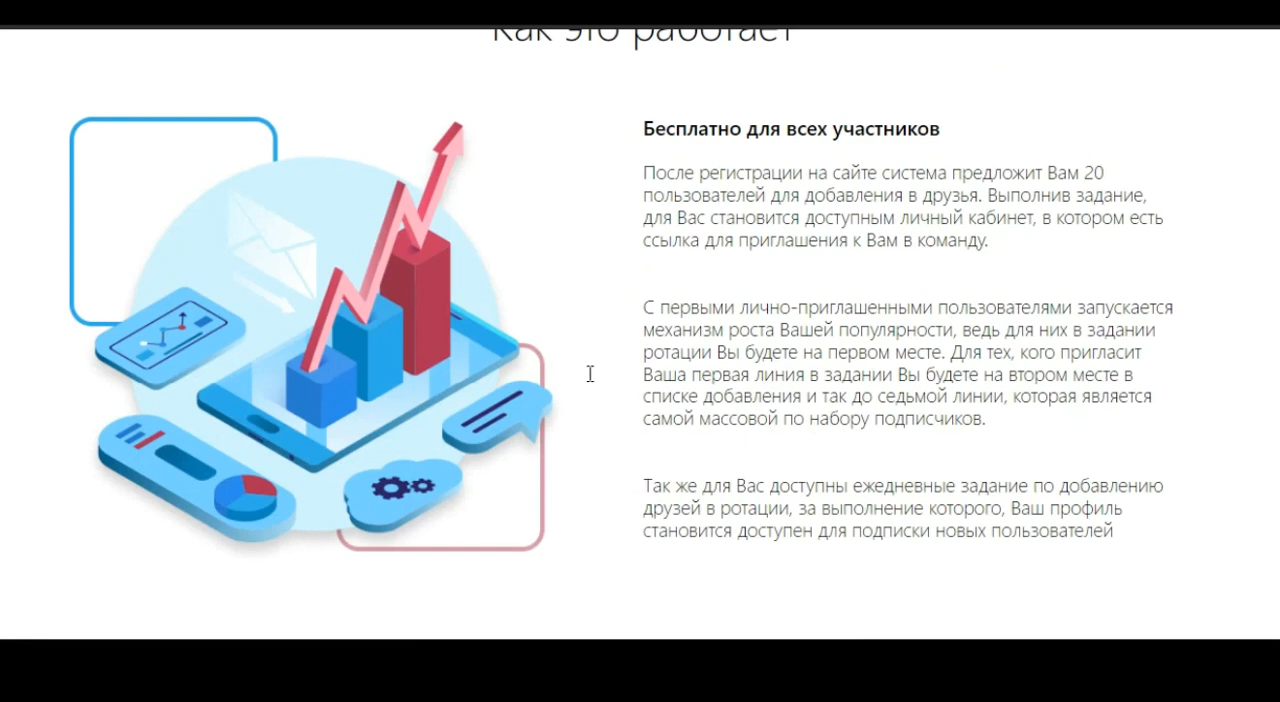 Как это работает
Бесплатно для всех участников
После регистрации на сайте система предложит Вам 20
пользователей для добавления в друзья. Выполнив задание,
для Вас становится доступным личный кабинет, в котором есть
ссылка для приглашения к Вам в команду.
С первыми лично-приглашенными пользователями запускается
механизм роста Вашей популярности, ведь для них в задании
ротации Вы будете на первом месте. Для тех, кого пригласит
Ваша первая линия в задании Вы будете на втором месте в
списке добавления и так до седьмой линии, которая является
самой массовой по набору подписчиков.
Так же для Вас доступны ежедневные задание по добавлению
друзей в ротации, за выполнение которого, Ваш профиль
становится доступен для подписки новых пользователей